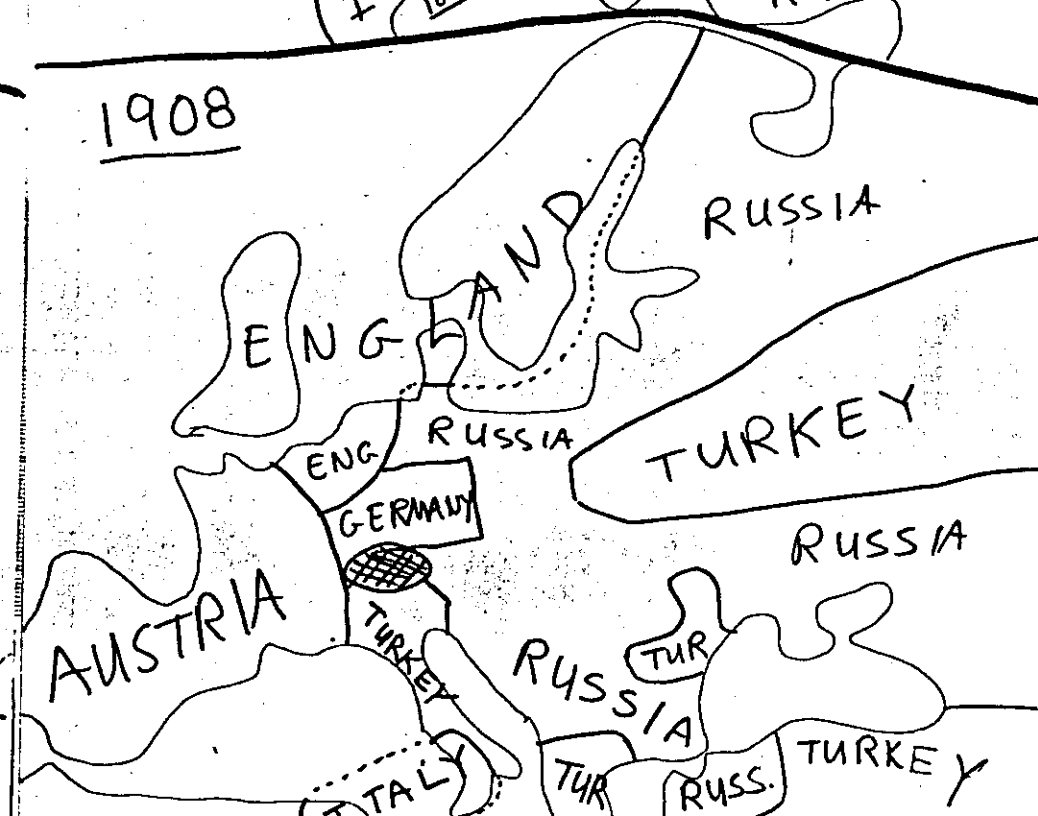 1908
RUSSIA
ENGLAND
TURKEY
RUSSIA
ENG
GERMANY
RUSSIA
AUSTRIA
TURKEY
TUR
RUSSIA
TURKEY
ITALY
TUR
RUSS.